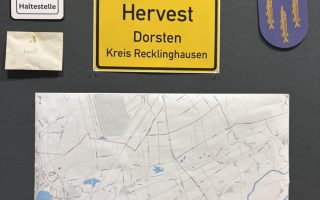 Haltestelle
Hervest
Dorsten
Kreis Recklinghausen